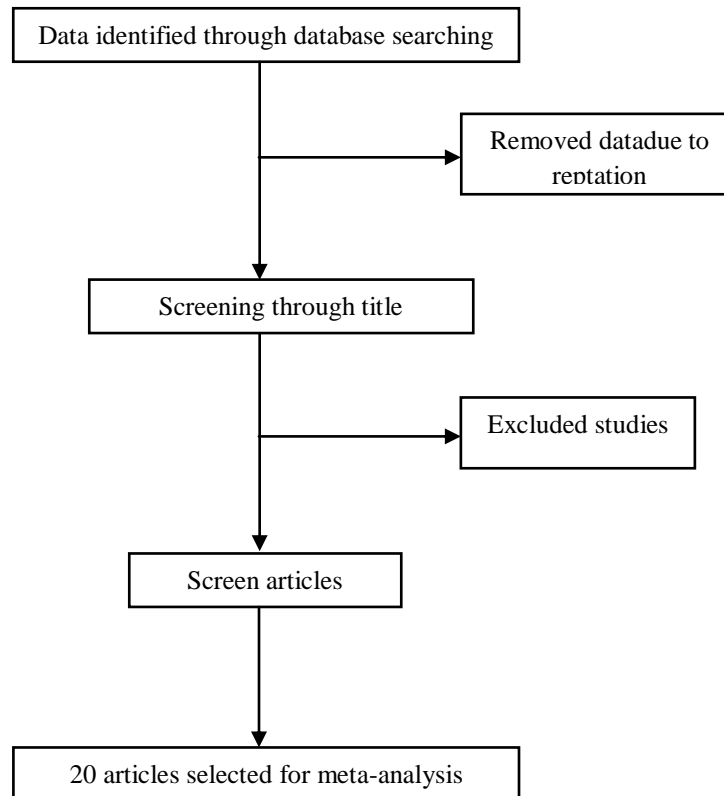 Data identified through database searching
Removed datadue to
reptation
Screening through title
Excluded studies
Screen articles
20 articles selected for meta-analysis